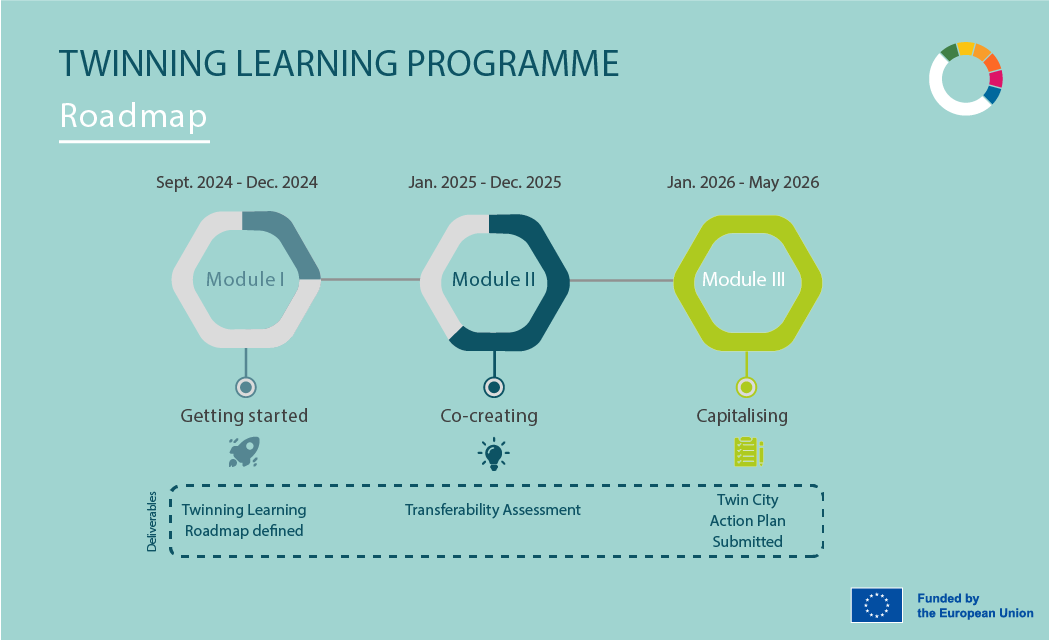 TWINNING LEARNING PROGRAMME
Roadmap
Sept. 2024 - Dec. 2024
Jan. 2025 - Dec. 2025
Jan. 2026 - May 2026
Module I
Module II
Module III
Getting started
Co-creating
Capitalising
Deliverables
Twinning Learning
Roadmap defined
Transferability Assessment
Twin City
Action Plan
Submitted
Funded by
the European Union